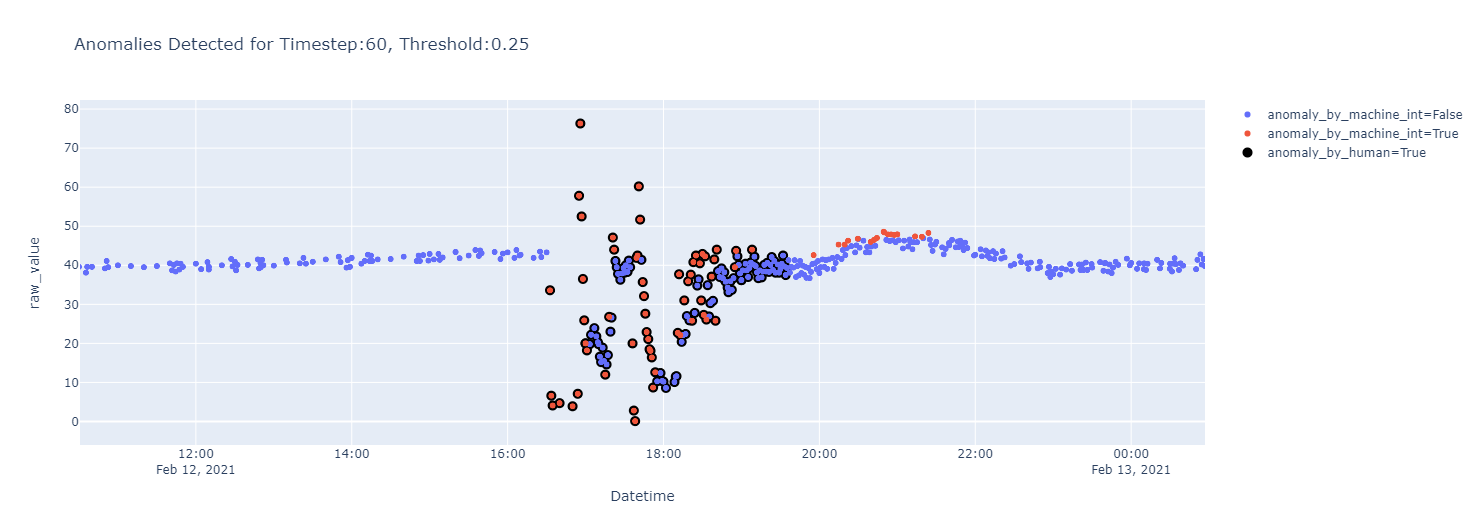 Anomalies Detected for Timestep:60, Threshold:0.25
80
70
60
50
40
30
20
10
0
raw_value
12:00
Feb 12, 2021
14:00
16:00
18:00
20:00
22:00
00:00
Feb 13, 2021
Datetime
anomaly_by_machine_int=False
anomaly_by_machine_int=True
anomaly_by_human=True